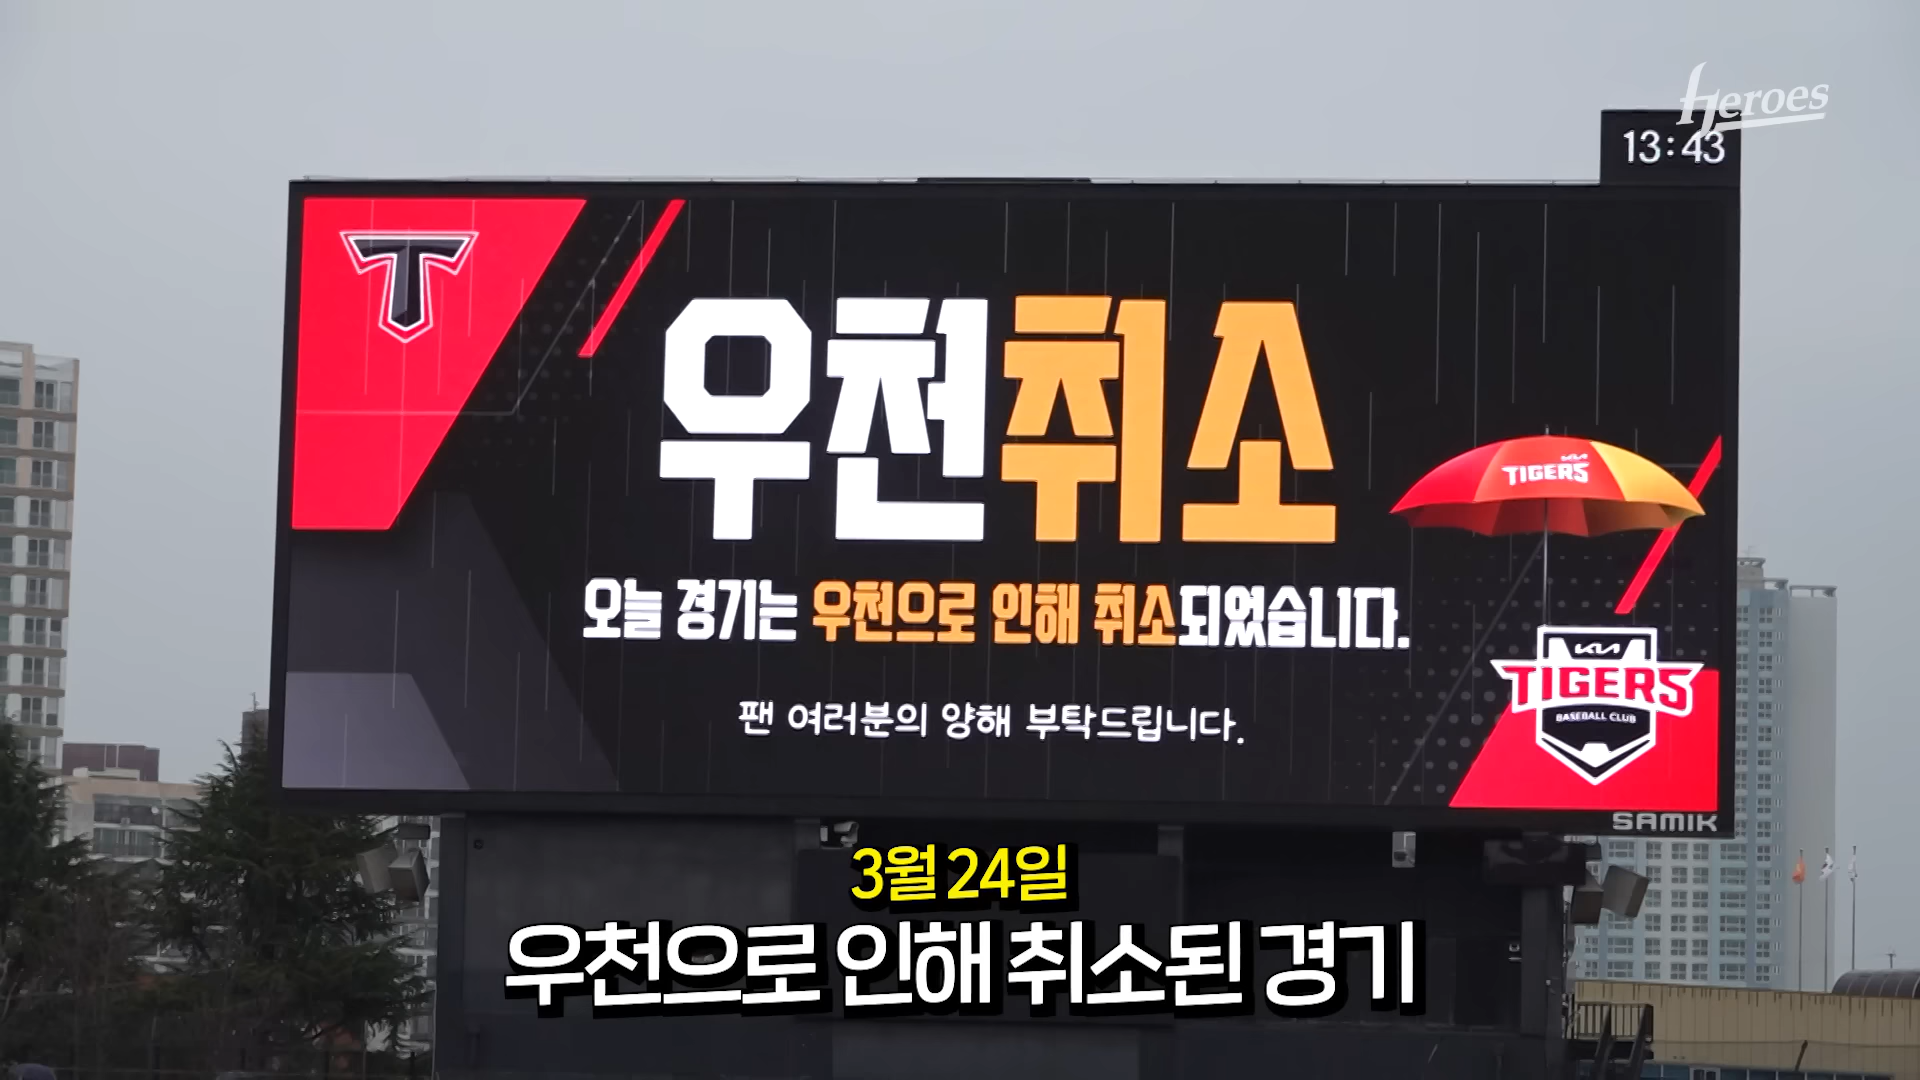 Heroes
13:43
T
우천취소
KIA
TIGERS
오늘 경기는 우천으로 인해 취소되었습니다.
KIA
TIGERS
BASEBALL CLUB
팬 여러분의 양해 부탁드립니다.
SAMIK
3월 24일
우천으로 인해 취소된 경기